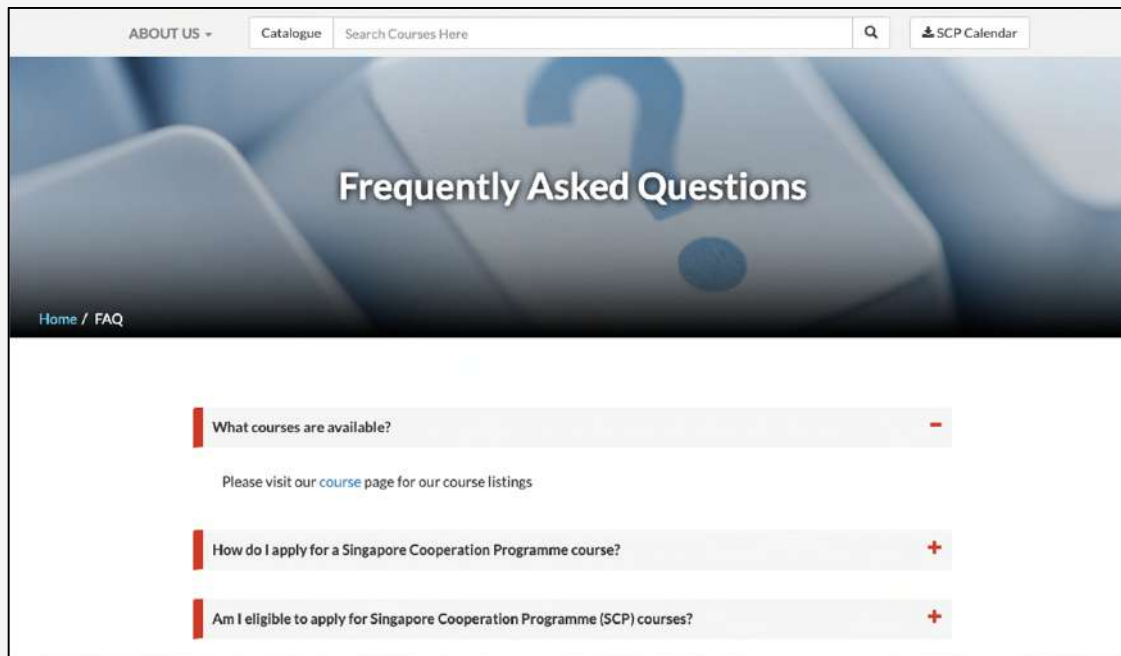 ABOUT US
Catalogue
Search Courses Here
SCP Calendar
Frequently Asked Questions
Home / FAQ
What courses are available?
Please visit our course page for our course listings
How do I apply for a Singapore Cooperation Programme course?
Am I eligible to apply for Singapore Cooperation Programme (SCP) courses?